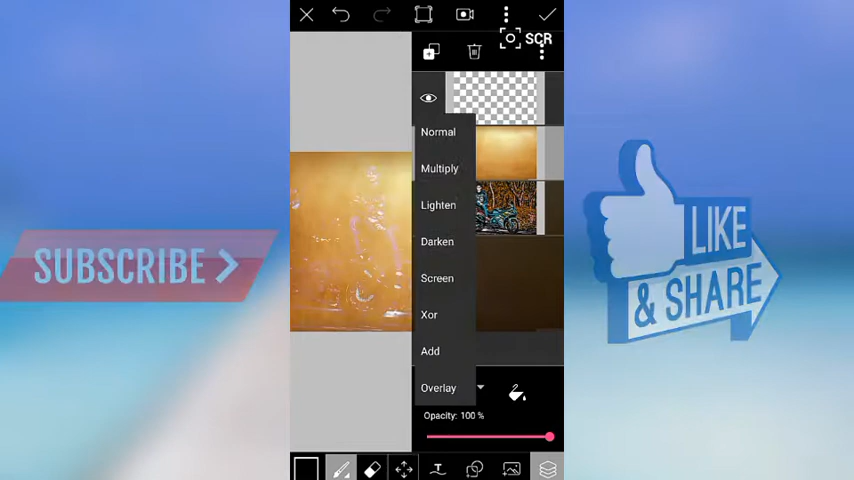 SCR
Normal
Multiply
Lighten
Darken
Screen
Xor
Add
Overlay
Opacity: 100 %
T
SUBSCRIBE
LIKE
& SHARE